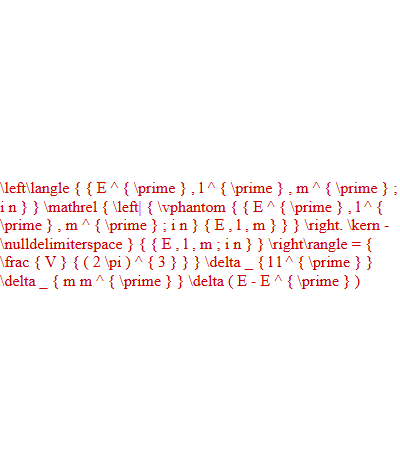 \left\langle { { E ^ { \prime } , l ^ { \prime } , m ^ { \prime } ;
i n } } \mathrel { \left| { \vphantom { { E ^ { \prime } , l ^ {
\prime } , m ^ { \prime } ; i n } { E , l , m } } } \right. \kern -
\nulldelimiterspace } { { E , l , m ; i n } } \right\rangle = {
\frac { V } { ( 2 \pi ) ^ { 3 } } } \delta _ { l l ^ { \prime } }
\delta _ { m m ^ { \prime } } \delta ( E - E ^ { \prime } )